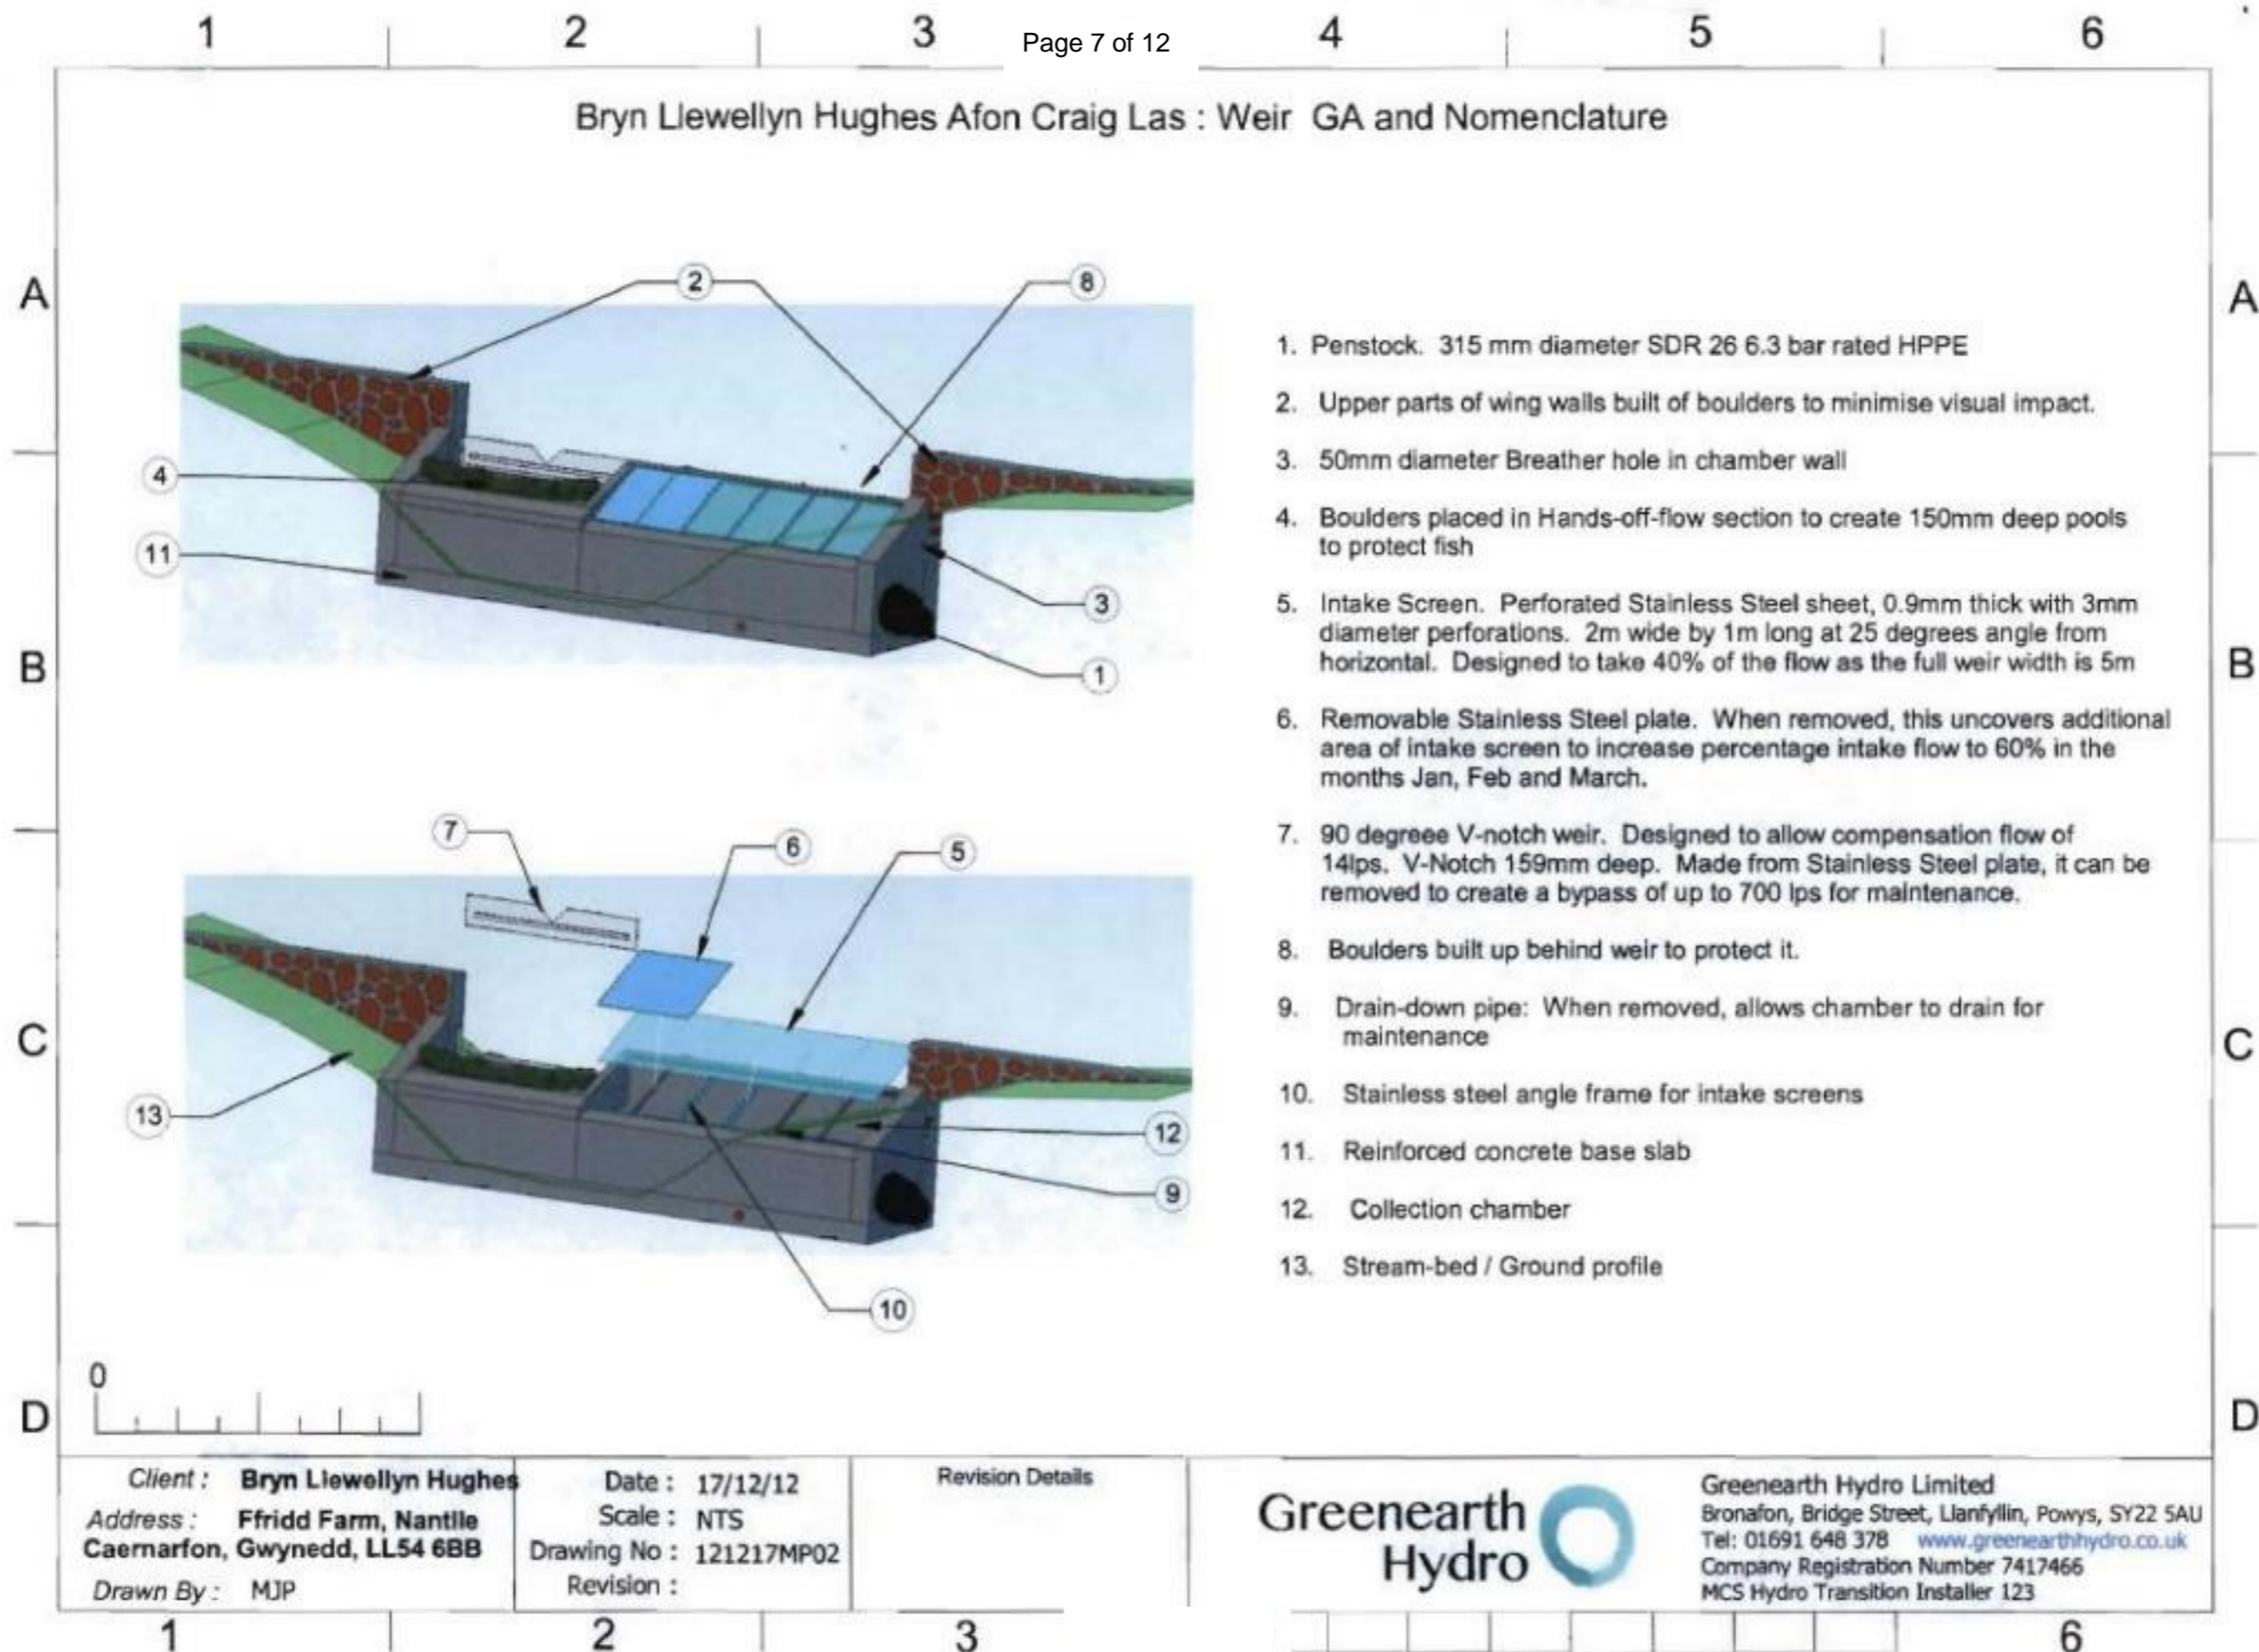 1 2 3 Page 7 of 12 4 5 6
Bryn Llewellyn Hughes Afon Craig Las : Weir GA and Nomenclature
A A
B B
C C
D D
2
8
4
11
3
1
7
6
5
13
12
9
10
1. Penstock. 315 mm diameter SDR 26 6.3 bar rated HPPE
2. Upper parts of wing walls built of boulders to minimise visual impact.
3. 50mm diameter Breather hole in chamber wall
4. Boulders placed in Hands-off-flow section to create 150mm deep pools
to protect fish
5. Intake Screen. Perforated Stainless Steel sheet, 0.9mm thick with 3mm
diameter perforations. 2m wide by 1m long at 25 degrees angle from
horizontal. Designed to take 40% of the flow as the full weir width is 5m
6. Removable Stainless Steel plate. When removed, this uncovers additional
area of intake screen to increase percentage intake flow to 60% in the
months Jan, Feb and March.
7. 90 degreee V-notch weir. Designed to allow compensation flow of
14lps. V-Notch 159mm deep. Made from Stainless Steel plate, it can be
removed to create a bypass of up to 700 lps for maintenance.
8. Boulders built up behind weir to protect it.
9. Drain-down pipe: When removed, allows chamber to drain for
maintenance
10. Stainless steel angle frame for intake screens
11. Reinforced concrete base slab
12. Collection chamber
13. Stream-bed / Ground profile
0
Client : Bryn Llewellyn Hughes
Address : Ffridd Farm, Nantlle
Caernarfon, Gwynedd, LL54 6BB
Drawn By : MJP
Date : 17/12/12
Scale : NTS
Drawing No : 121217MP02
Revision :
Revision Details
Greenearth
Hydro
Greenearth Hydro Limited
Bronafon, Bridge Street, Llanfyllin, Powys, SY22 5AU
Tel: 01691 648 378 www.greenearthhydro.co.uk
Company Registration Number 7417466
MCS Hydro Transition Installer 123
1 2 3 6